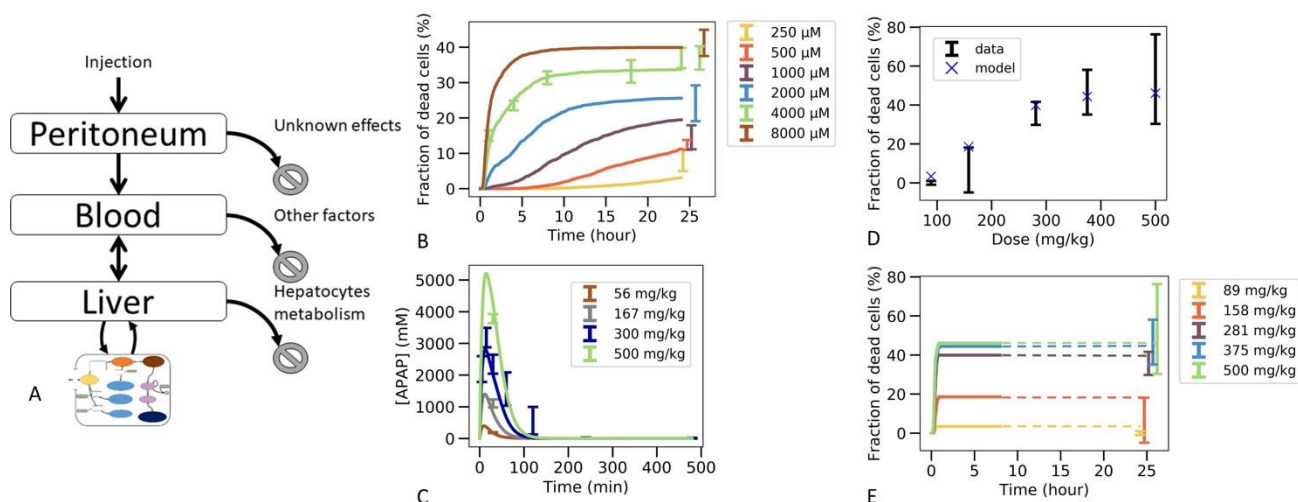 Injection
Peritoneum
Unknown effects
Blood
Other factors
Liver
Hepatocytes
metabolism
A
Fraction of dead cells (%)
40
30
20
10
0
0 5 10 15 20 25
Time (hour)
250 μM
500 μM
1000 μM
2000 μM
4000 μM
8000 μM
B
[APAP] (mM)
5000
4000
3000
2000
1000
0
0 100 200 300 400 500
Time (min)
56 mg/kg
167 mg/kg
300 mg/kg
500 mg/kg
C
Fraction of dead cells (%)
80
60
40
20
0
100 200 300 400 500
Dose (mg/kg)
data
model
D
Fraction of dead cells (%)
80
60
40
20
0
0 5 10 15 20 25
Time (hour)
89 mg/kg
158 mg/kg
281 mg/kg
375 mg/kg
500 mg/kg
E